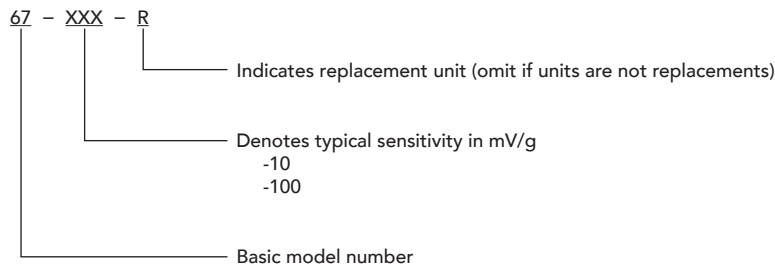 67 – XXX – R
Indicates replacement unit (omit if units are not replacements)
Denotes typical sensitivity in mV/g
-10
-100
Basic model number